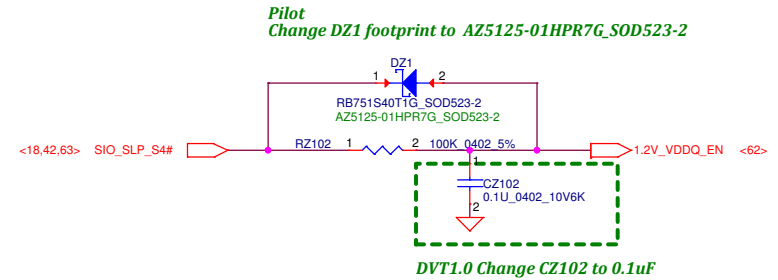 Pilot
Change DZ1 footprint to AZ5125-01HPR7G_SOD523-2
DZ1
1 2
RB751S40T1G_SOD523-2
AZ5125-01HPR7G_SOD523-2
<18,42,63> SIO_SLP_S4# RZ102 1 2 100K_0402_5% 1.2V_VDDQ_EN <62>
1
CZ102
0.1U_0402_10V6K
2
DVT1.0 Change CZ102 to 0.1uF